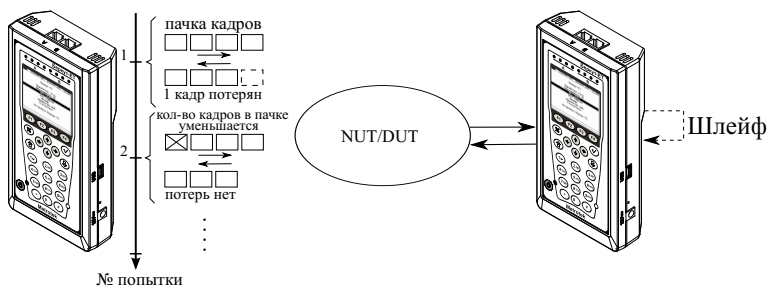 пачка кадров
1
1 кадр потерян
кол-во кадров в пачке
уменьшается
2
потерь нет
№ попытки
NUT/DUT
Шлейф